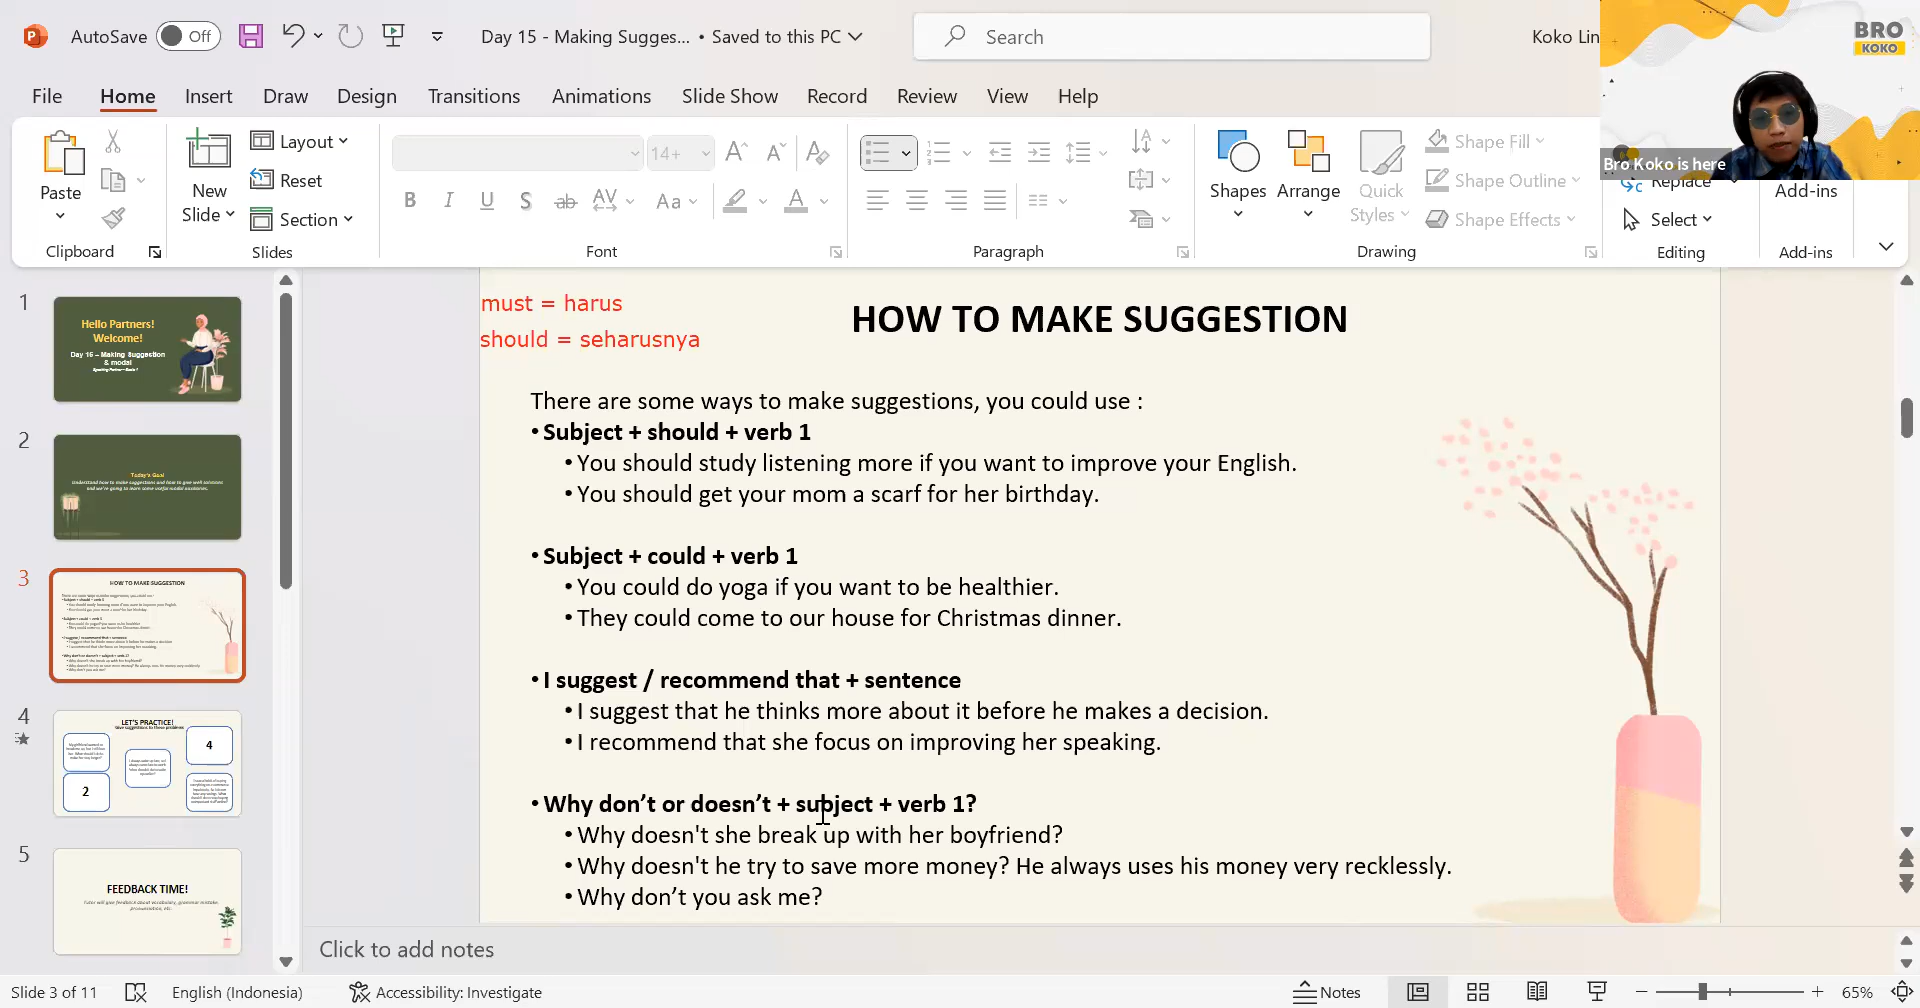 AutoSave Off Day 15 - Making Sugges... • Saved to this PC Search Koko Lin
BRO
KOKO
File Home Insert Draw Design Transitions Animations Slide Show Record Review View Help
Bro Koko is here
Paste
New
Slide
Layout
Reset
Section
14+
B I U S ab AV Aa A
Shapes Arrange Quick
Styles
Shape Fill
Shape Outline
Shape Effects
Replace
Select
Add-ins
Clipboard Slides Font Paragraph Drawing Editing Add-ins
1
Hello Partners!
Welcome!
Day 15 – Making Suggestion
& modal
2
Today's Goal
3
HOW TO MAKE SUGGESTION
4
LET'S PRACTICE!
Give suggestions to these problems
4
2
5
FEEDBACK TIME!
must = harus
should = seharusnya
HOW TO MAKE SUGGESTION
There are some ways to make suggestions, you could use :
• Subject + should + verb 1
• You should study listening more if you want to improve your English.
• You should get your mom a scarf for her birthday.
• Subject + could + verb 1
• You could do yoga if you want to be healthier.
• They could come to our house for Christmas dinner.
• I suggest / recommend that + sentence
• I suggest that he thinks more about it before he makes a decision.
• I recommend that she focus on improving her speaking.
• Why don’t or doesn’t + subject + verb 1?
• Why doesn't she break up with her boyfriend?
• Why doesn't he try to save more money? He always uses his money very recklessly.
• Why don’t you ask me?
Click to add notes
Slide 3 of 11 English (Indonesia) Accessibility: Investigate Notes 65%